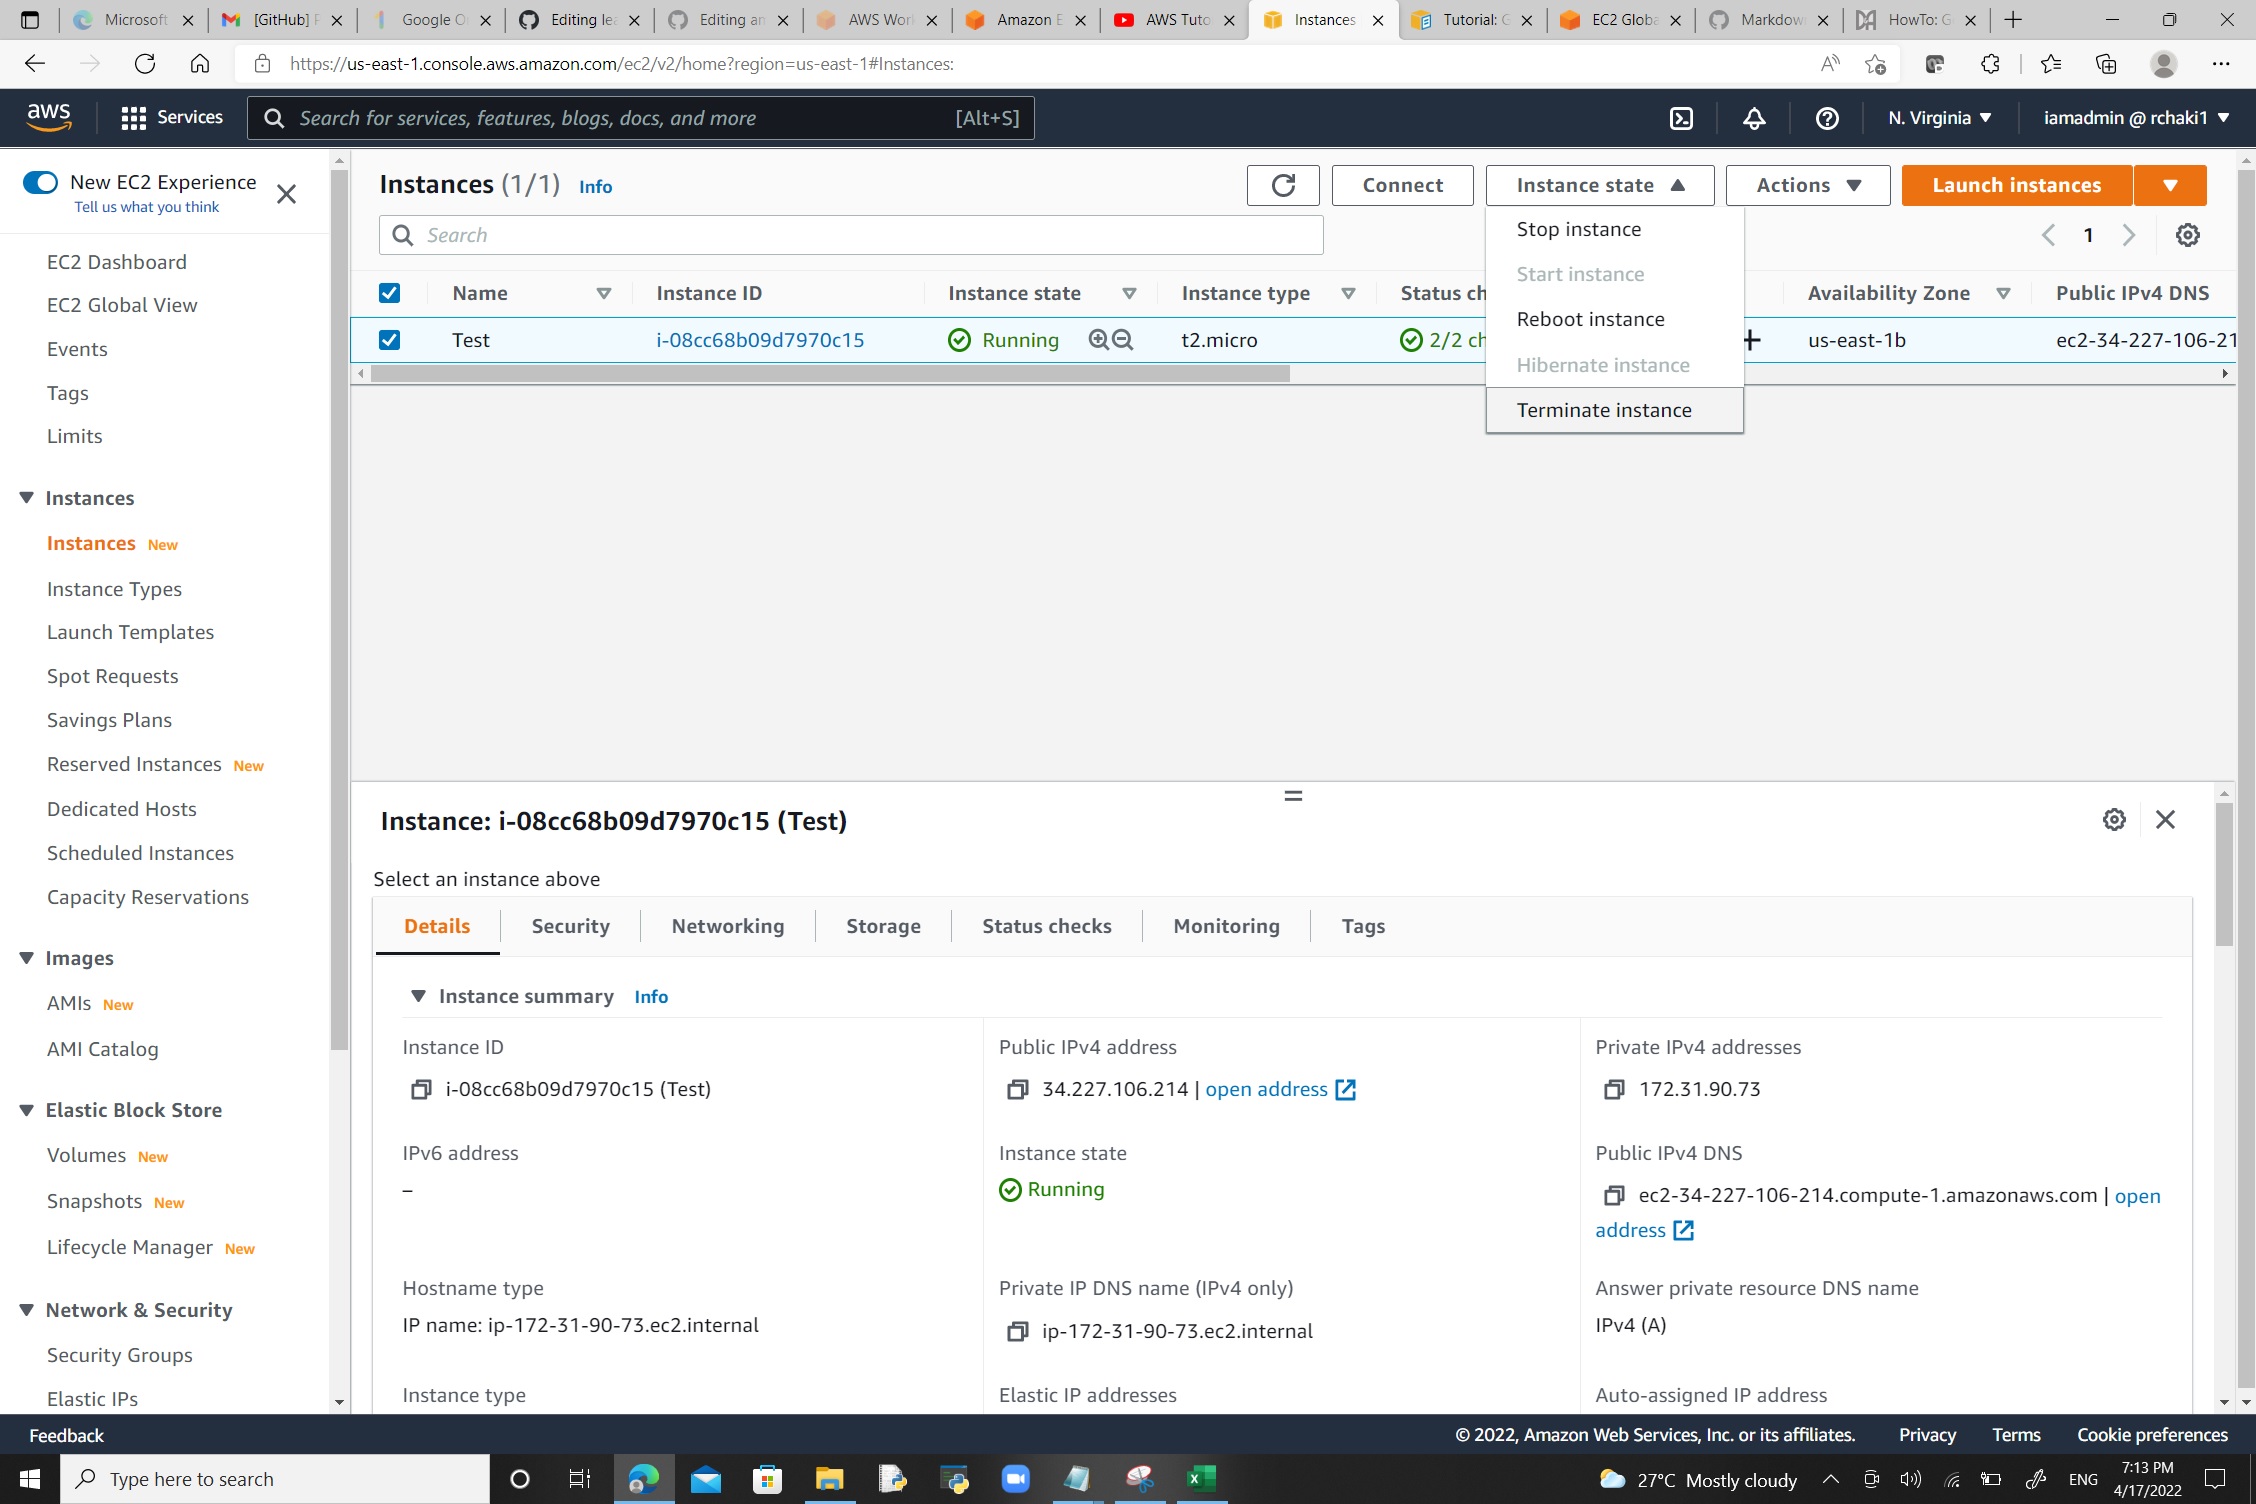 Microsoft
[GitHub]
Google O
Editing le
Editing an
AWS Wor
Amazon E
AWS Tuto
Instances
Tutorial: G
EC2 Globa
Markdow
HowTo: G
https://us-east-1.console.aws.amazon.com/ec2/v2/home?region=us-east-1#Instances:
aws
Services
Search for services, features, blogs, docs, and more
[Alt+S]
N. Virginia
iamadmin @ rchaki1
New EC2 Experience
Tell us what you think
EC2 Dashboard
EC2 Global View
Events
Tags
Limits
Instances
Instances New
Instance Types
Launch Templates
Spot Requests
Savings Plans
Reserved Instances New
Dedicated Hosts
Scheduled Instances
Capacity Reservations
Images
AMIs New
AMI Catalog
Elastic Block Store
Volumes New
Snapshots New
Lifecycle Manager New
Network & Security
Security Groups
Elastic IPs
Instances (1/1) Info
Connect
Instance state
Actions
Launch instances
Search
1
Stop instance
Start instance
Reboot instance
Hibernate instance
Terminate instance
Name
Instance ID
Instance state
Instance type
Status ch
Availability Zone
Public IPv4 DNS
Test
i-08cc68b09d7970c15
Running
t2.micro
2/2 ch
us-east-1b
ec2-34-227-106-21
Instance: i-08cc68b09d7970c15 (Test)
Select an instance above
Details
Security
Networking
Storage
Status checks
Monitoring
Tags
Instance summary Info
Instance ID
i-08cc68b09d7970c15 (Test)
Public IPv4 address
34.227.106.214 | open address
Private IPv4 addresses
172.31.90.73
IPv6 address
–
Instance state
Running
Public IPv4 DNS
ec2-34-227-106-214.compute-1.amazonaws.com | open
address
Hostname type
IP name: ip-172-31-90-73.ec2.internal
Private IP DNS name (IPv4 only)
ip-172-31-90-73.ec2.internal
Answer private resource DNS name
IPv4 (A)
Instance type
Elastic IP addresses
Auto-assigned IP address
Feedback
© 2022, Amazon Web Services, Inc. or its affiliates.
Privacy
Terms
Cookie preferences
Type here to search
27°C Mostly cloudy
ENG
7:13 PM
4/17/2022